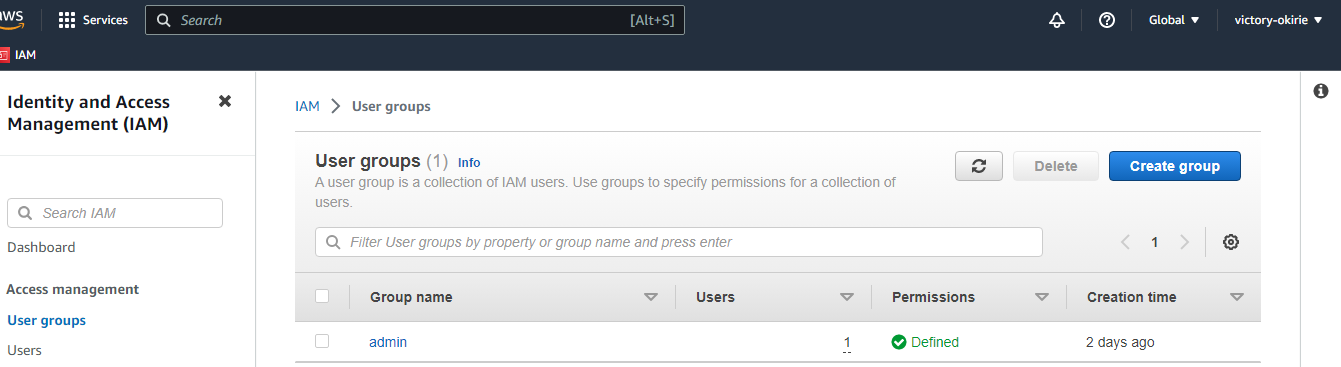 aws
Services
Search
[Alt+S]
Global
victory-okirie
IAM
Identity and Access
Management (IAM)
Search IAM
Dashboard
Access management
User groups
Users
IAM > User groups
User groups (1) Info
A user group is a collection of IAM users. Use groups to specify permissions for a collection of
users.
Delete
Create group
Filter User groups by property or group name and press enter
1
Group name Users Permissions Creation time
admin 1 Defined 2 days ago